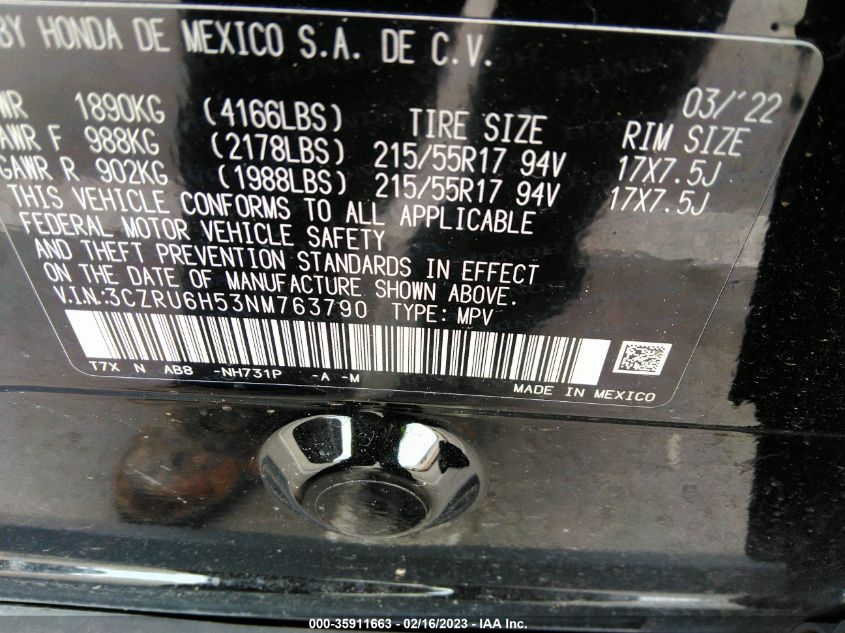 BY HONDA DE MEXICO S.A. DE C.V.
03/'22
WR 1890KG (4166LBS) TIRE SIZE RIM SIZE
AWR F 988KG (2178LBS) 215/55R17 94V 17X7.5J
GAWR R 902KG (1988LBS) 215/55R17 94V 17X7.5J
THIS VEHICLE CONFORMS TO ALL APPLICABLE
FEDERAL MOTOR VEHICLE SAFETY
AND THEFT PREVENTION STANDARDS IN EFFECT
ON THE DATE OF MANUFACTURE SHOWN ABOVE.
V.I.N:3CZRU6H53NM763790 TYPE: MPV
T7X N AB8 -NH731P -A -M MADE IN MEXICO
000-35911663 - 02/16/2023 - IAA Inc.